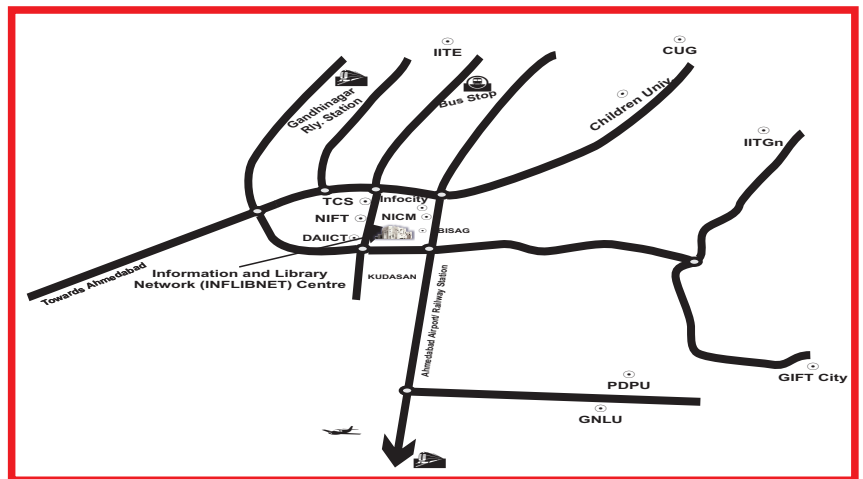 IITE
CUG
Gandhinagar
Rly. Station
Bus Stop
Children Univ
IITGn
TCS
Infocity
NIFT
NICM
DAIICT
BISAG
Information and Library
Network (INFLIBNET) Centre
KUDASAN
Towards Ahmedabad
Ahmedabad Airport/ Railway Station
PDPU
GIFT City
GNLU